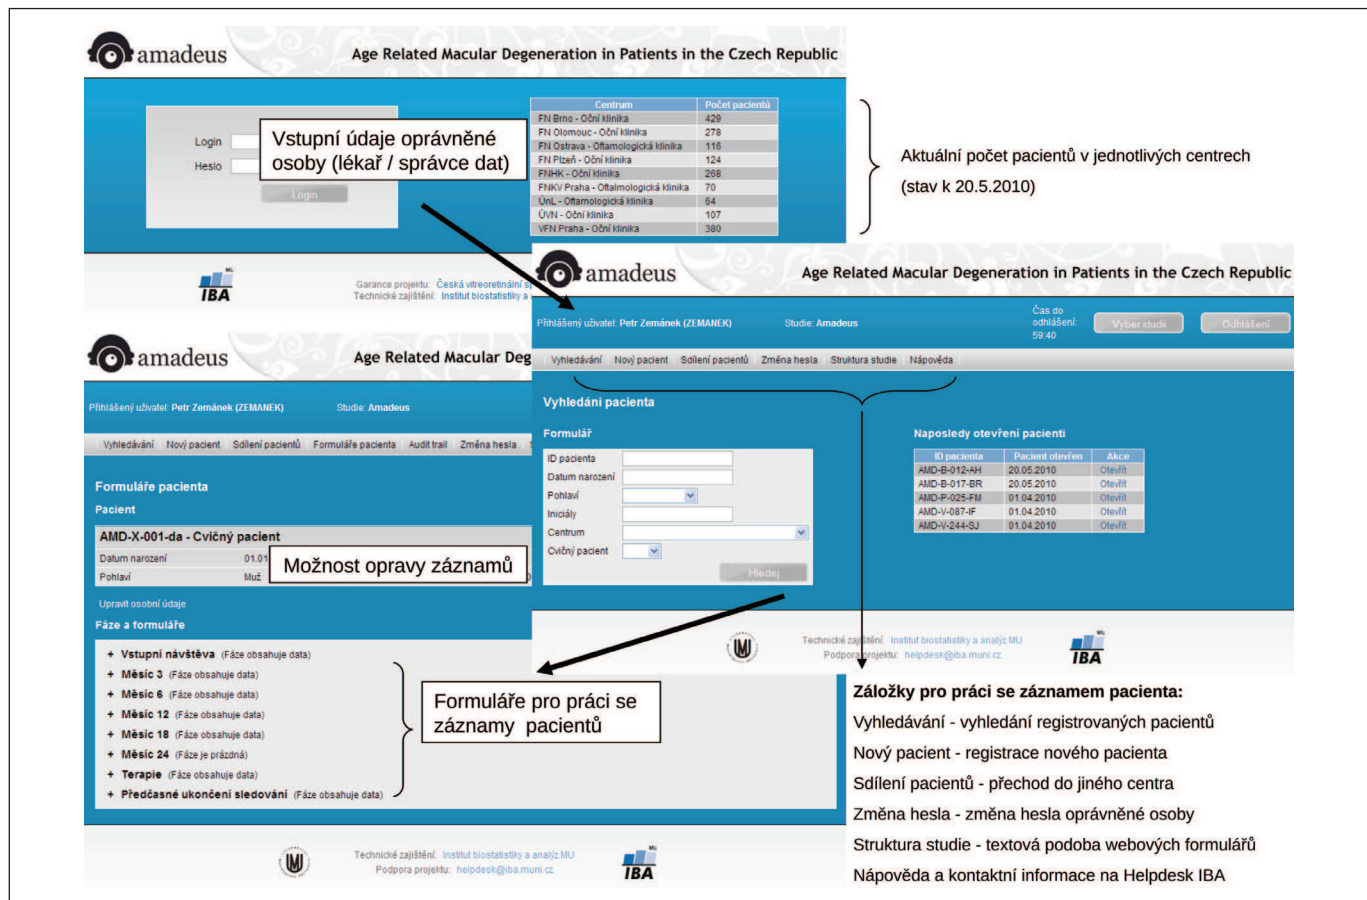 amadeus
Age Related Macular Degeneration in Patients in the Czech Republic
Login
Heslo
Login
Vstupní údaje oprávněné
osoby (lékař / správce dat)
Centrum Počet pacientů
FN Brno - Oční klinika 429
FN Olomouc - Oční klinika 278
FN Ostrava - Oftamologická klinika 116
FN Plzeň - Oční klinika 124
FNHK - Oční klinika 268
FNKV Praha - Oftalmologická klinika 70
ÚnL - Oftamologická klinika 64
ÚVN - Oční klinika 107
VFN Praha - Oční klinika 380
Aktuální počet pacientů v jednotlivých centrech
(stav k 20.5.2010)
MU
IBA
Garance projektu: Česká vitreoretinální
Technické zajištění: Institut biostatistiky a
amadeus
Age Related Macular Degeneration in Patients in the Czech Republic
Přihlášený uživatel: Petr Zemánek (ZEMANEK)
Studie: Amadeus
Čas do
odhlášení:
59:40
Vyber studii
Odhlášení
Vyhledávání Nový pacient Sdílení pacientů Změna hesla Struktura studie Nápověda
Vyhledání pacienta
Formulář
ID pacienta
Datum narození
Pohlaví
Iniciály
Centrum
Cvičný pacient
Hledej
Naposledy otevření pacienti
ID pacienta Pacient otevřen Akce
AMD-B-012-AH 20.05.2010 Otevřít
AMD-B-017-BR 20.05.2010 Otevřít
AMD-P-025-FM 01.04.2010 Otevřít
AMD-V-087-IF 01.04.2010 Otevřít
AMD-V-244-SJ 01.04.2010 Otevřít
Technické zajištění: Institut biostatistiky a analýz MU
Podpora projektu: helpdesk@iba.muni.cz
MU
IBA
amadeus
Age Related Macular Deg
Přihlášený uživatel: Petr Zemánek (ZEMANEK)
Studie: Amadeus
Vyhledávání Nový pacient Sdílení pacientů Formuláře pacienta Audit trail Změna hesla
Formuláře pacienta
Pacient
AMD-X-001-da - Cvičný pacient
Datum narození 01.01
Pohlaví Muž
Možnost opravy záznamů
Upravit osobní údaje
Fáze a formuláře
+ Vstupní návštěva (Fáze obsahuje data)
+ Měsíc 3 (Fáze obsahuje data)
+ Měsíc 6 (Fáze obsahuje data)
+ Měsíc 12 (Fáze obsahuje data)
+ Měsíc 18 (Fáze obsahuje data)
+ Měsíc 24 (Fáze je prázdná)
+ Terapie (Fáze obsahuje data)
+ Předčasné ukončení sledování (Fáze obsahuje data)
Formuláře pro práci se
záznamy pacientů
Technické zajištění: Institut biostatistiky a analýz MU
Podpora projektu: helpdesk@iba.muni.cz
MU
IBA
Záložky pro práci se záznamem pacienta:
Vyhledávání - vyhledání registrovaných pacientů
Nový pacient - registrace nového pacienta
Sdílení pacientů - přechod do jiného centra
Změna hesla - změna hesla oprávněné osoby
Struktura studie - textová podoba webových formulářů
Nápověda a kontaktní informace na Helpdesk IBA